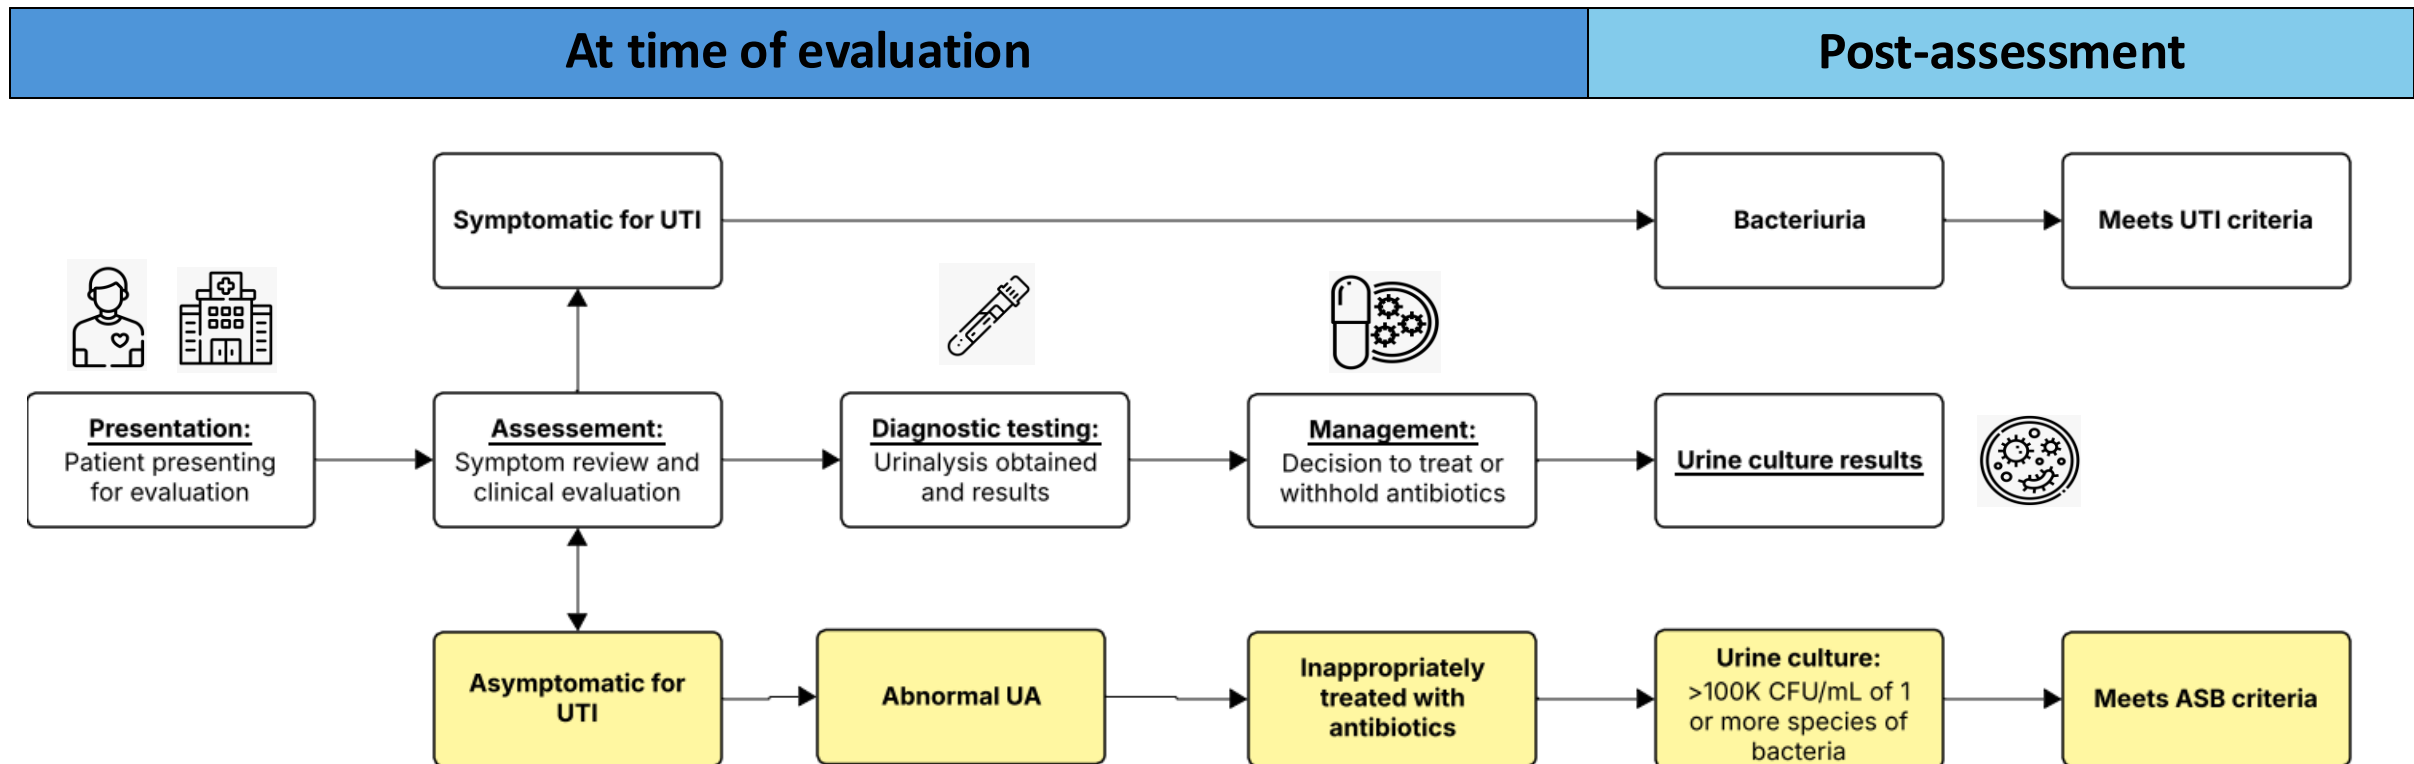 At time of evaluation
Post-assessment
Symptomatic for UTI
Bacteriuria
Meets UTI criteria
Presentation:
Patient presenting
for evaluation
Assessement:
Symptom review and
clinical evaluation
Diagnostic testing:
Urinalysis obtained
and results
Management:
Decision to treat or
withhold antibiotics
Urine culture results
Asymptomatic for
UTI
Abnormal UA
Inappropriately
treated with
antibiotics
Urine culture:
>100K CFU/mL of 1
or more species of
bacteria
Meets ASB criteria